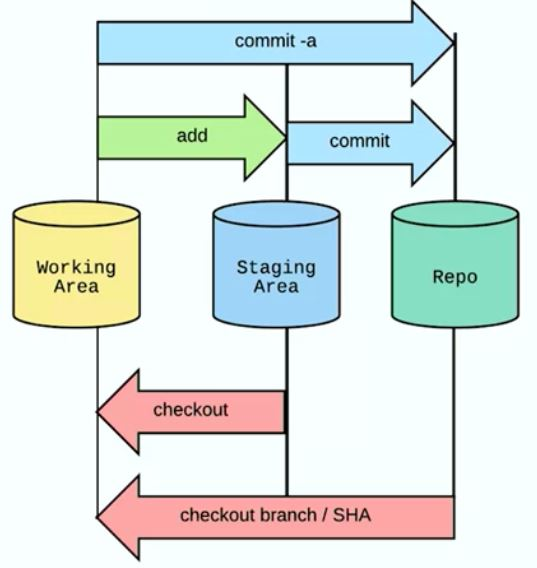 commit -a
add
commit
Working
Area
Staging
Area
Repo
checkout
checkout branch / SHA